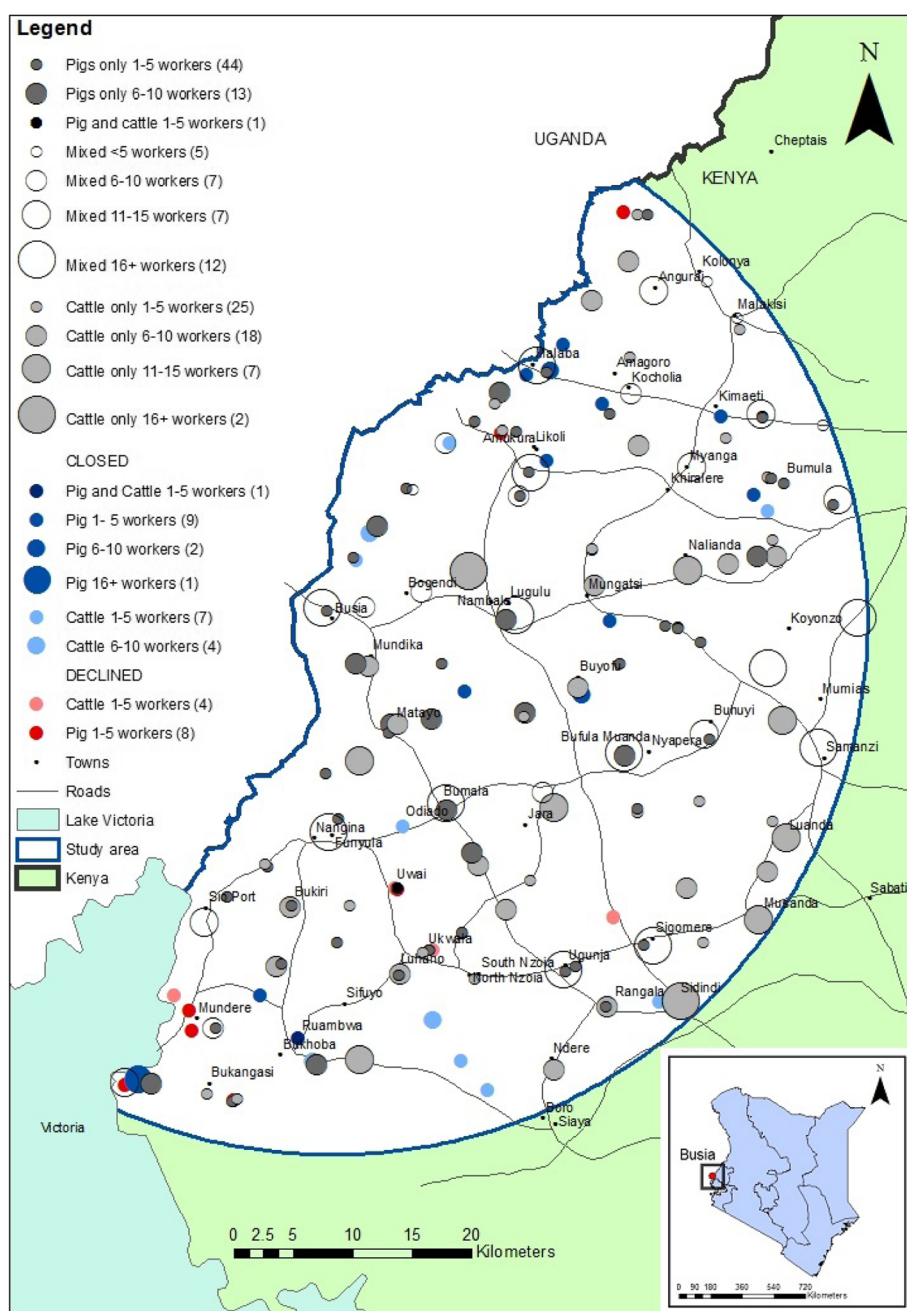 Legend
Pigs only 1-5 workers (44)
Pigs only 6-10 workers (13)
Pig and cattle 1-5 workers (1)
Mixed <5 workers (5)
Mixed 6-10 workers (7)
Mixed 11-15 workers (7)
Mixed 16+ workers (12)
Cattle only 1-5 workers (25)
Cattle only 6-10 workers (18)
Cattle only 11-15 workers (7)
Cattle only 16+ workers (2)
CLOSED
Pig and Cattle 1-5 workers (1)
Pig 1- 5 workers (9)
Pig 6-10 workers (2)
Pig 16+ workers (1)
Cattle 1-5 workers (7)
Cattle 6-10 workers (4)
DECLINED
Cattle 1-5 workers (4)
Pig 1-5 workers (8)
Towns
Roads
Lake Victoria
Study area
Kenya
N
UGANDA
KENYA
Cheptais
Kolonya
Angurai
Malakisi
Malaba
Amagoro
Kocholia
Kimaeti
Amukura
Likoli
Myanga
Bumula
Khiralere
Nalianda
Bogendi
Nambale
Lugulu
Mungatsi
Busia
Koyonzo
Mundika
Buyofu
Mumias
Matayo
Buhuyi
Bufula Muanda
Nyapera
Samanzi
Bumala
Odiado
Jara
Luanda
Nangina
Funyula
Uwai
Sabati
Sio Port
Bukiri
Musanda
Ukwala
Sigomere
Luhano
South Nzoia
Ugunja
North Nzoia
Sifuyo
Rangala
Sidindi
Mundere
Ruambwa
Bukhoba
Ndere
Bukangasi
Boro
Siaya
Victoria
0 2.5 5 10 15 20
Kilometers
N
Busia
0 90 180 360 540 720
Kilometers